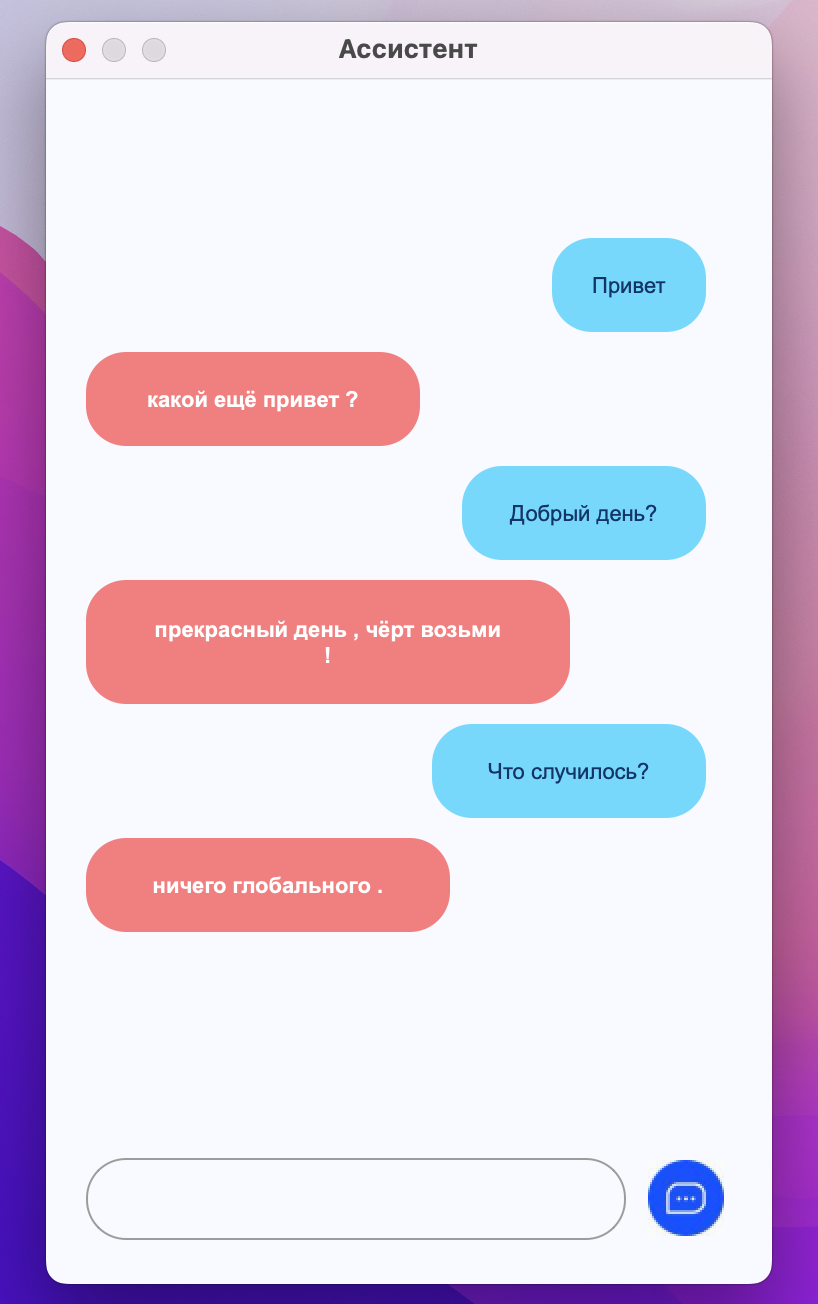 Ассистент
Привет
какой ещё привет ?
Добрый день?
прекрасный день , чёрт возьми
!
Что случилось?
ничего глобального .